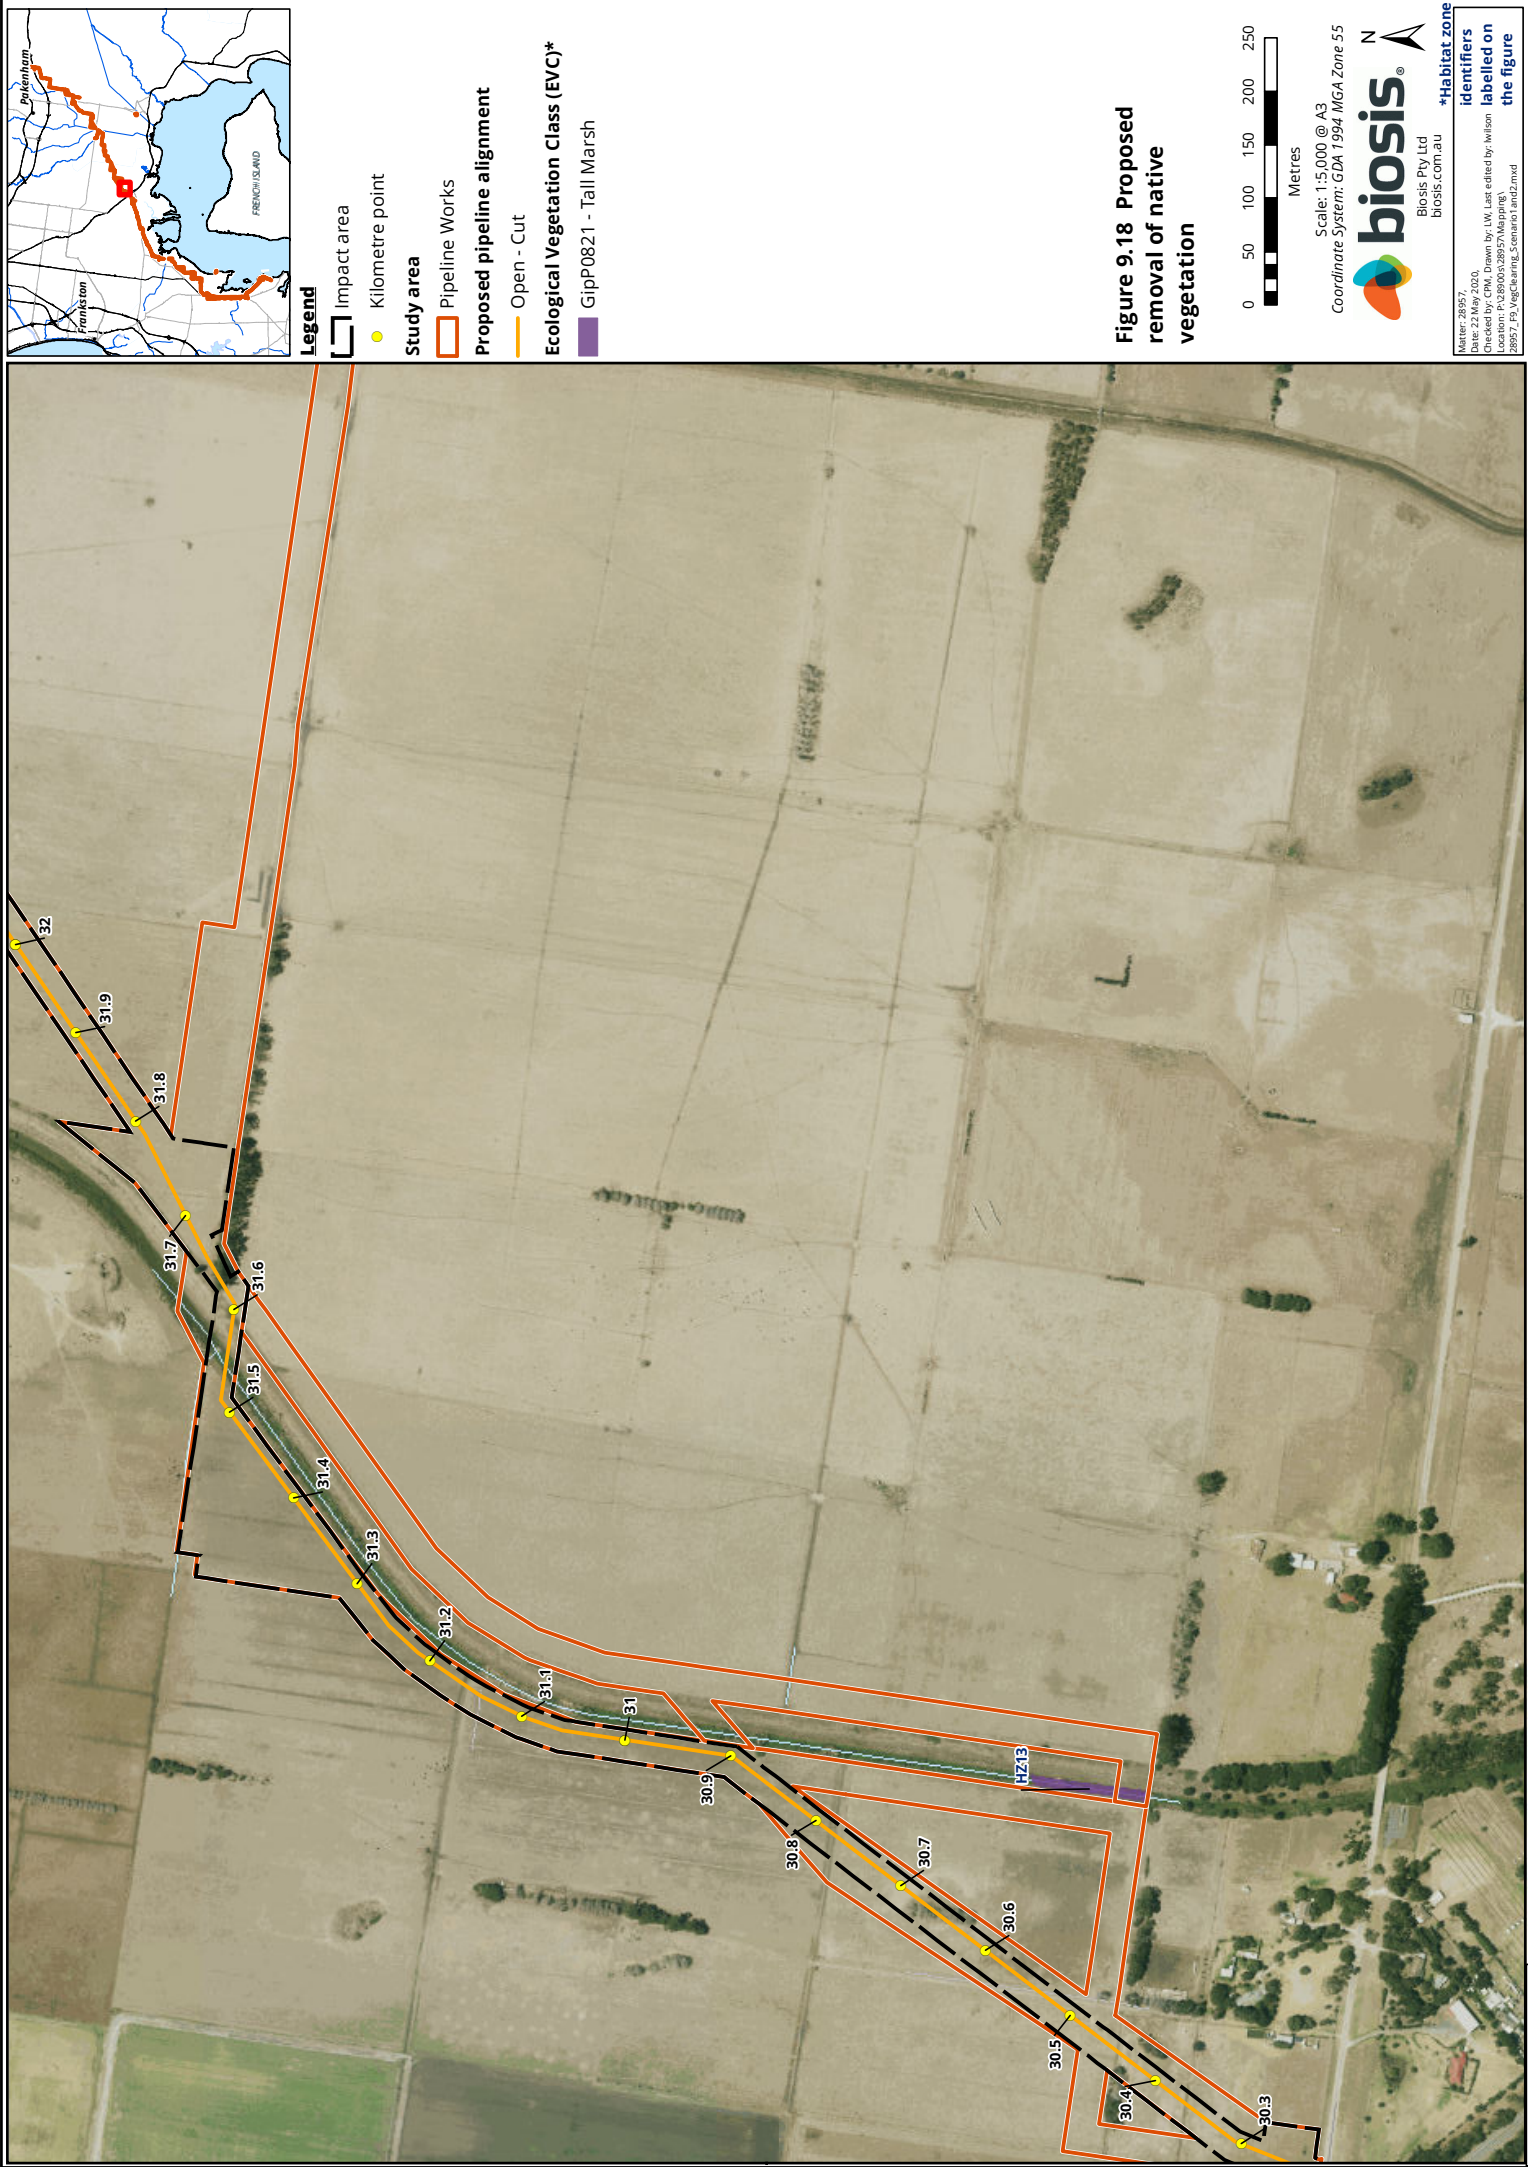 Pakenham
Frankston
FRENCH ISLAND
Legend
Impact area
Kilometre point
Study area
Pipeline Works
Proposed pipeline alignment
Open - Cut
Ecological Vegetation Class (EVC)*
GipP0821 - Tall Marsh
Figure 9.18 Proposed
removal of native
vegetation
0 50 100 150 200 250
Metres
Scale: 1:5,000 @ A3
Coordinate System: GDA 1994 MGA Zone 55
N
biosis®
Biosis Pty Ltd
biosis.com.au
*Habitat zone
identifiers
labelled on
the figure
Matter: 28957,
Date: 22 May 2020,
Checked by: CPM, Drawn by: LW, Last edited by: lwilson
Location: P:\28900s\28957\Mapping\
28957_F9_VegClearing_Scenario1and2.mxd
32
31.9
31.8
31.7
31.6
31.5
31.4
31.3
31.2
31.1
31
30.9
30.8
30.7
30.6
30.5
30.4
30.3
HZ13